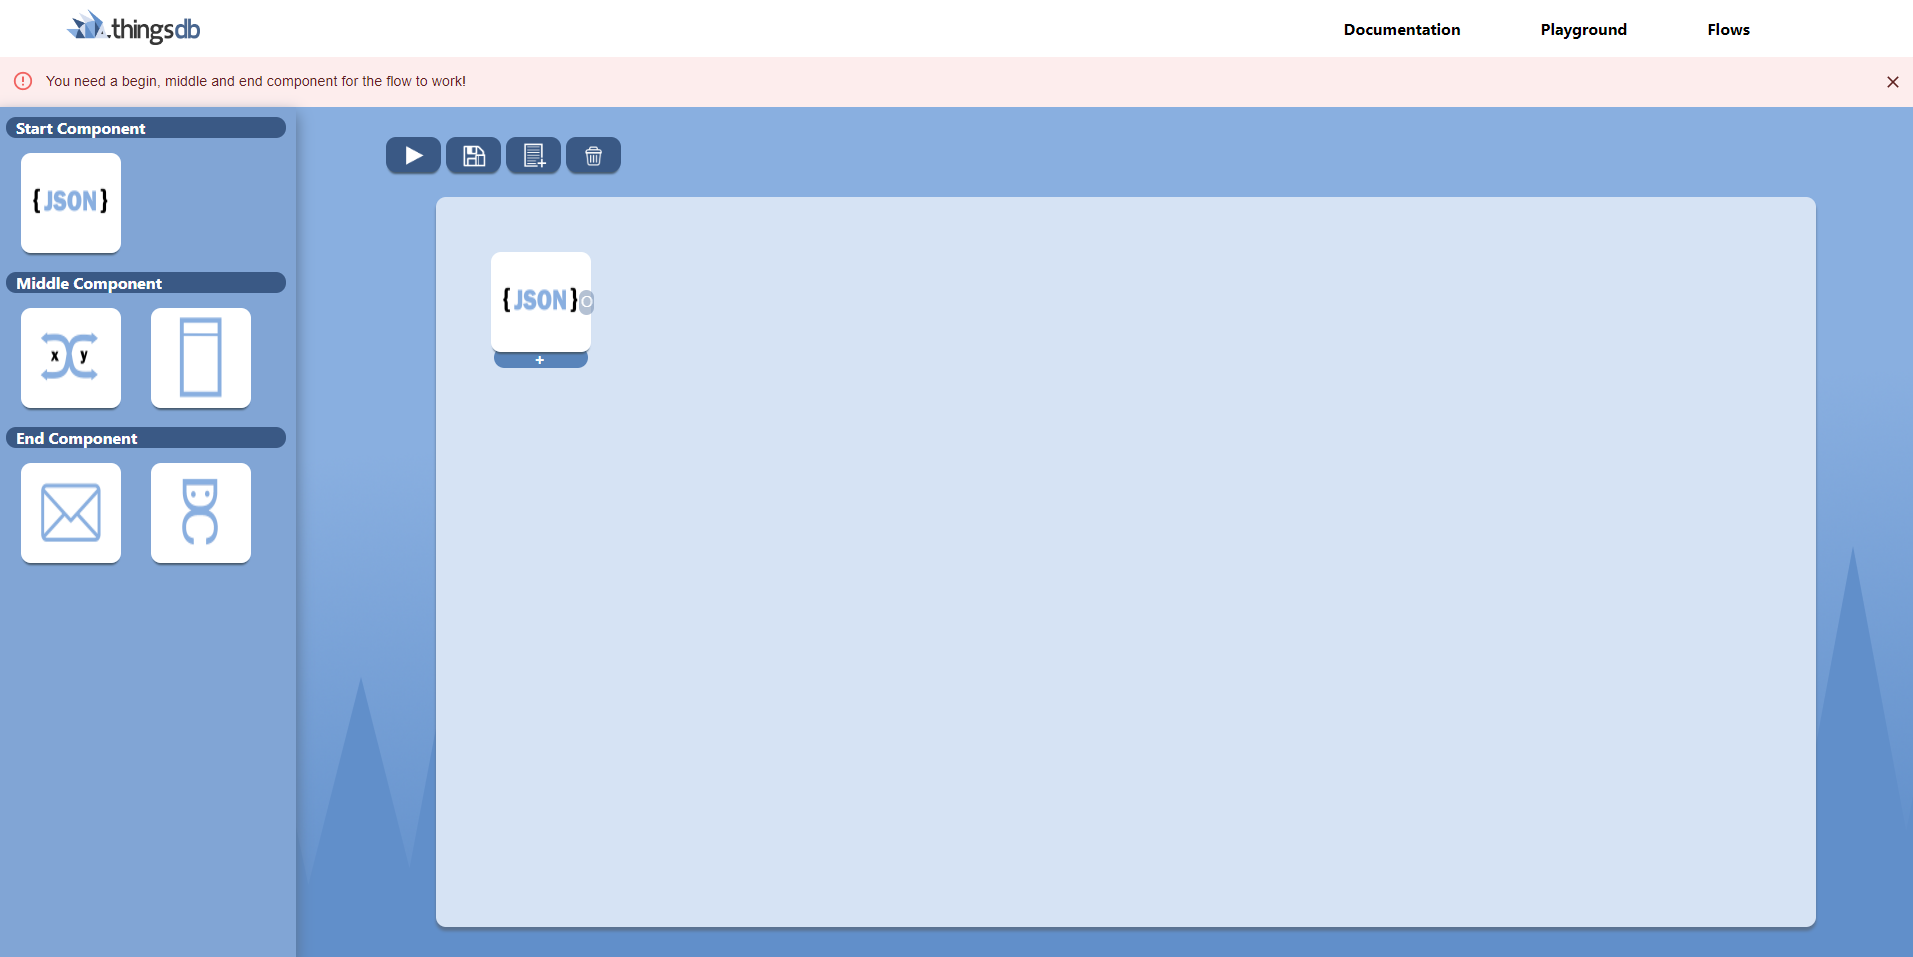 .thingsdb
Documentation
Playground
Flows
You need a begin, middle and end component for the flow to work!
Start Component
{JSON}
Middle Component
x y
End Component
{JSON}
O
+